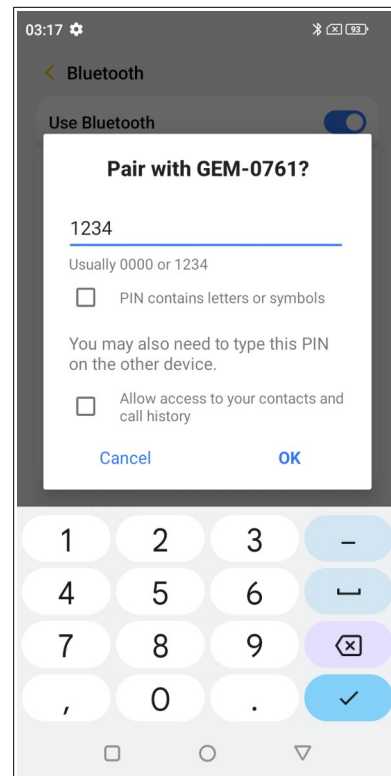 03:17
93
Bluetooth
Use Bluetooth
Pair with GEM-0761?
1234
Usually 0000 or 1234
PIN contains letters or symbols
You may also need to type this PIN
on the other device.
Allow access to your contacts and
call history
Cancel OK
1 2 3 –
4 5 6
7 8 9
, 0 .